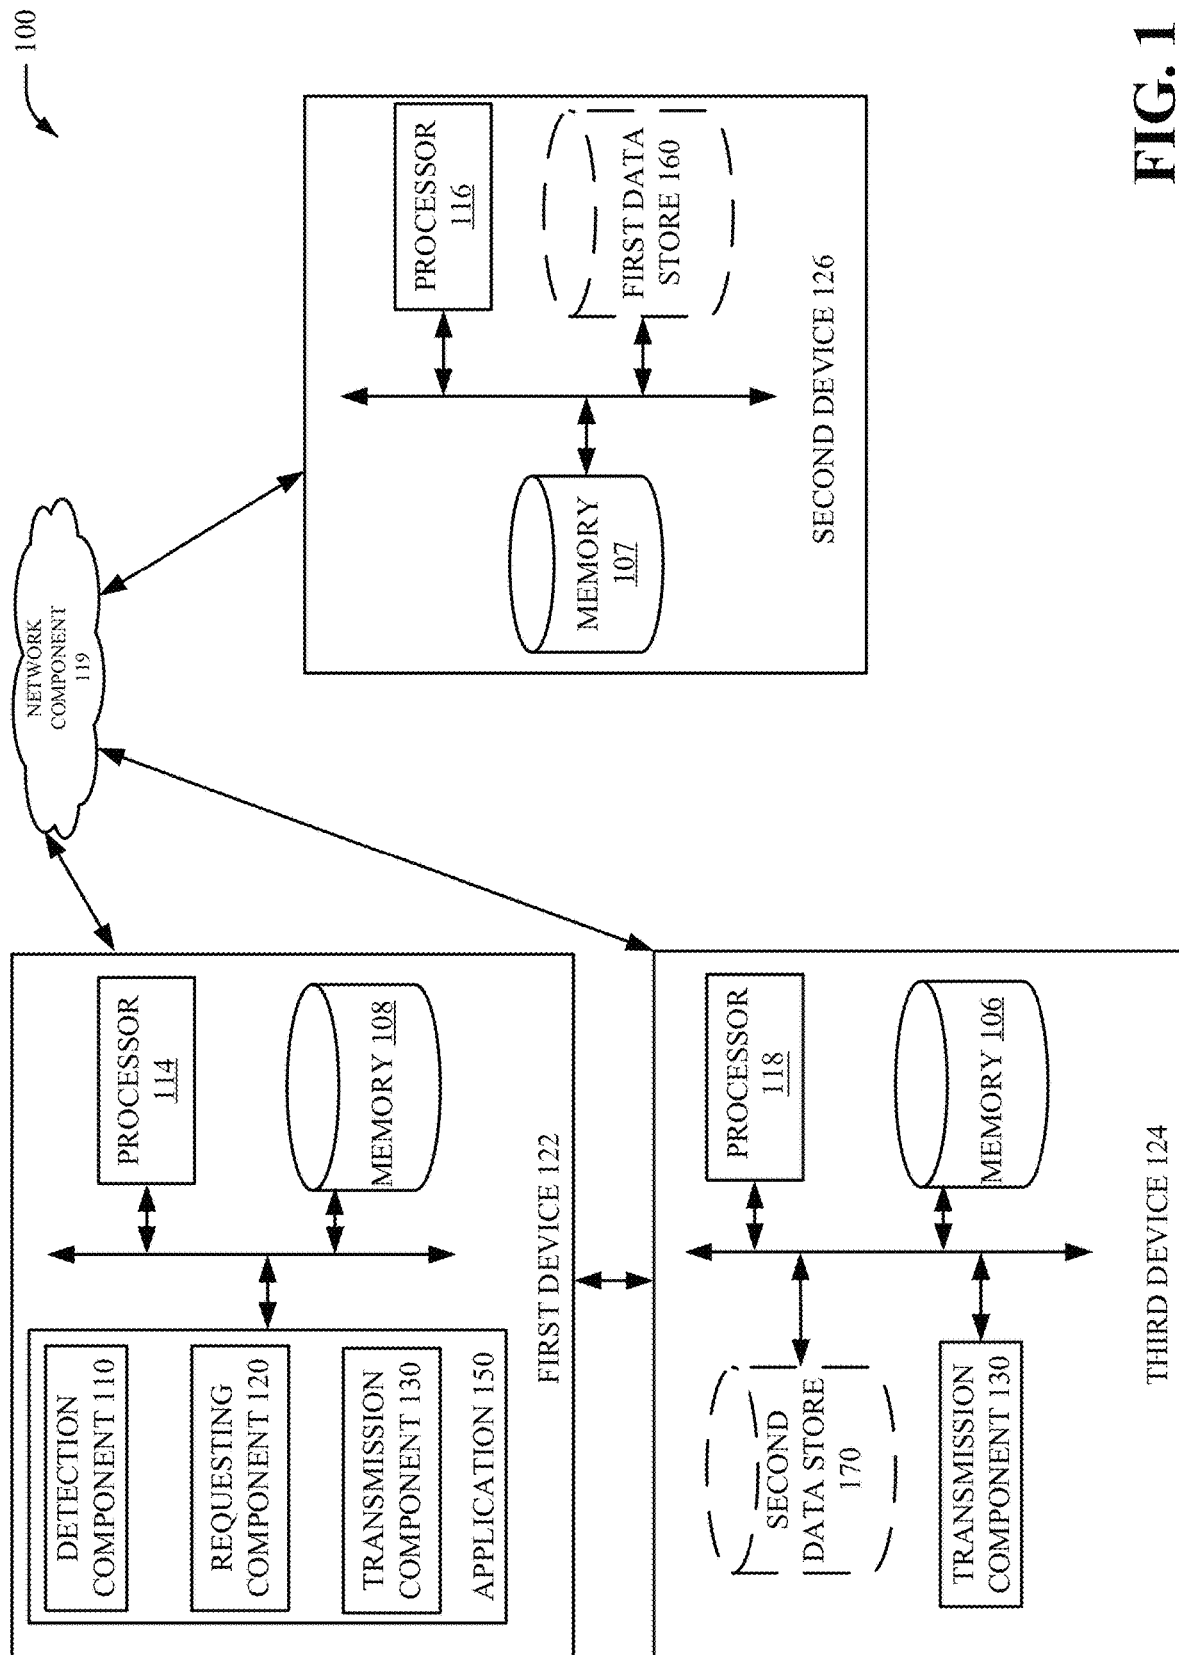 100
NETWORK
COMPONENT
119
DETECTION
COMPONENT 110
REQUESTING
COMPONENT 120
TRANSMISSION
COMPONENT 130
APPLICATION 150
PROCESSOR
114
MEMORY 108
FIRST DEVICE 122
PROCESSOR
116
MEMORY
107
FIRST DATA
STORE 160
SECOND DEVICE 126
SECOND
DATA STORE
170
PROCESSOR
118
TRANSMISSION
COMPONENT 130
MEMORY 106
THIRD DEVICE 124
FIG. 1